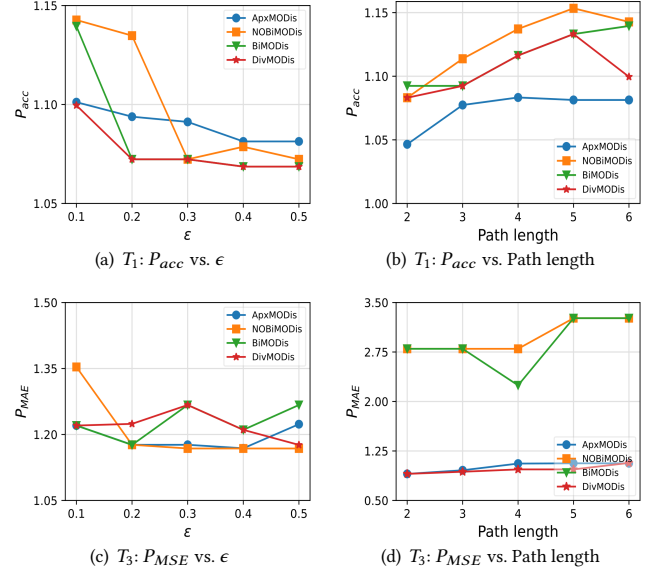 1.15
1.10
1.05
P_acc
0.1 0.2 0.3 0.4 0.5
ε
ApxMODis
NOBiMODis
BiMODis
DivMODis
(a) T1: Pacc vs. ϵ
1.15
1.10
1.05
1.00
P_acc
2 3 4 5 6
Path length
ApxMODis
NOBiMODis
BiMODis
DivMODis
(b) T1: Pacc vs. Path length
1.50
1.35
1.20
1.05
P_MAE
0.1 0.2 0.3 0.4 0.5
ε
ApxMODis
NOBiMODis
BiMODis
DivMODis
(c) T3: PMSE vs. ϵ
3.50
2.75
2.00
1.25
0.50
P_MAE
2 3 4 5 6
Path length
ApxMODis
NOBiMODis
BiMODis
DivMODis
(d) T3: PMSE vs. Path length